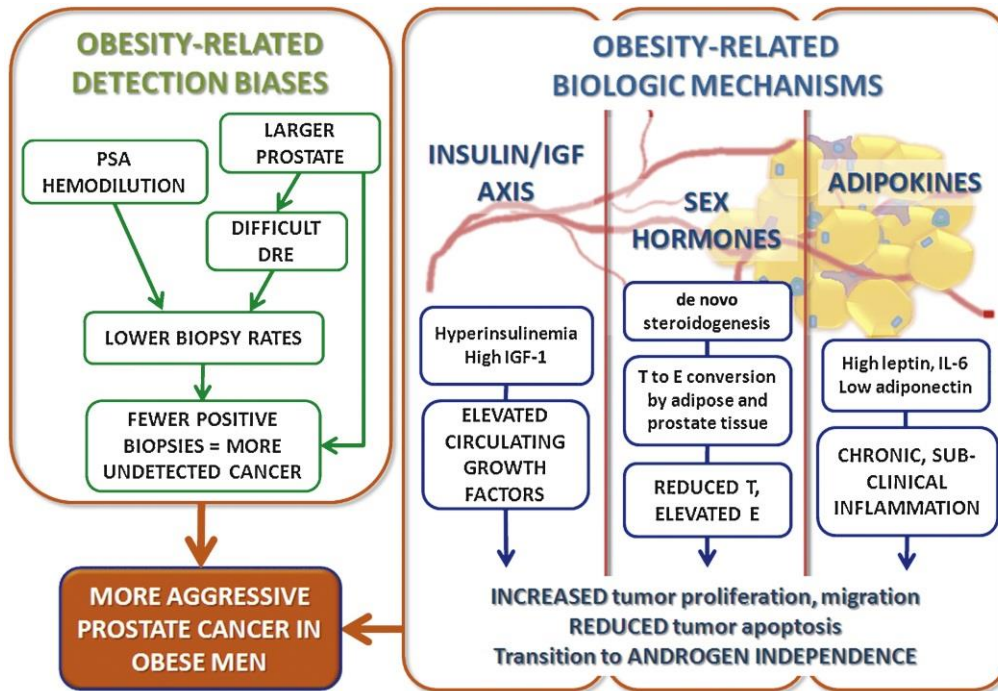 OBESITY-RELATED
DETECTION BIASES
PSA
HEMODILUTION
LARGER
PROSTATE
DIFFICULT
DRE
LOWER BIOPSY RATES
FEWER POSITIVE
BIOPSIES = MORE
UNDETECTED CANCER
MORE AGGRESSIVE
PROSTATE CANCER IN
OBESE MEN
OBESITY-RELATED
BIOLOGIC MECHANISMS
INSULIN/IGF
AXIS
Hyperinsulinemia
High IGF-1
ELEVATED
CIRCULATING
GROWTH
FACTORS
SEX
HORMONES
de novo
steroidogenesis
T to E conversion
by adipose and
prostate tissue
REDUCED T,
ELEVATED E
ADIPOKINES
High leptin, IL-6
Low adiponectin
CHRONIC, SUB-
CLINICAL
INFLAMMATION
INCREASED tumor proliferation, migration
REDUCED tumor apoptosis
Transition to ANDROGEN INDEPENDENCE